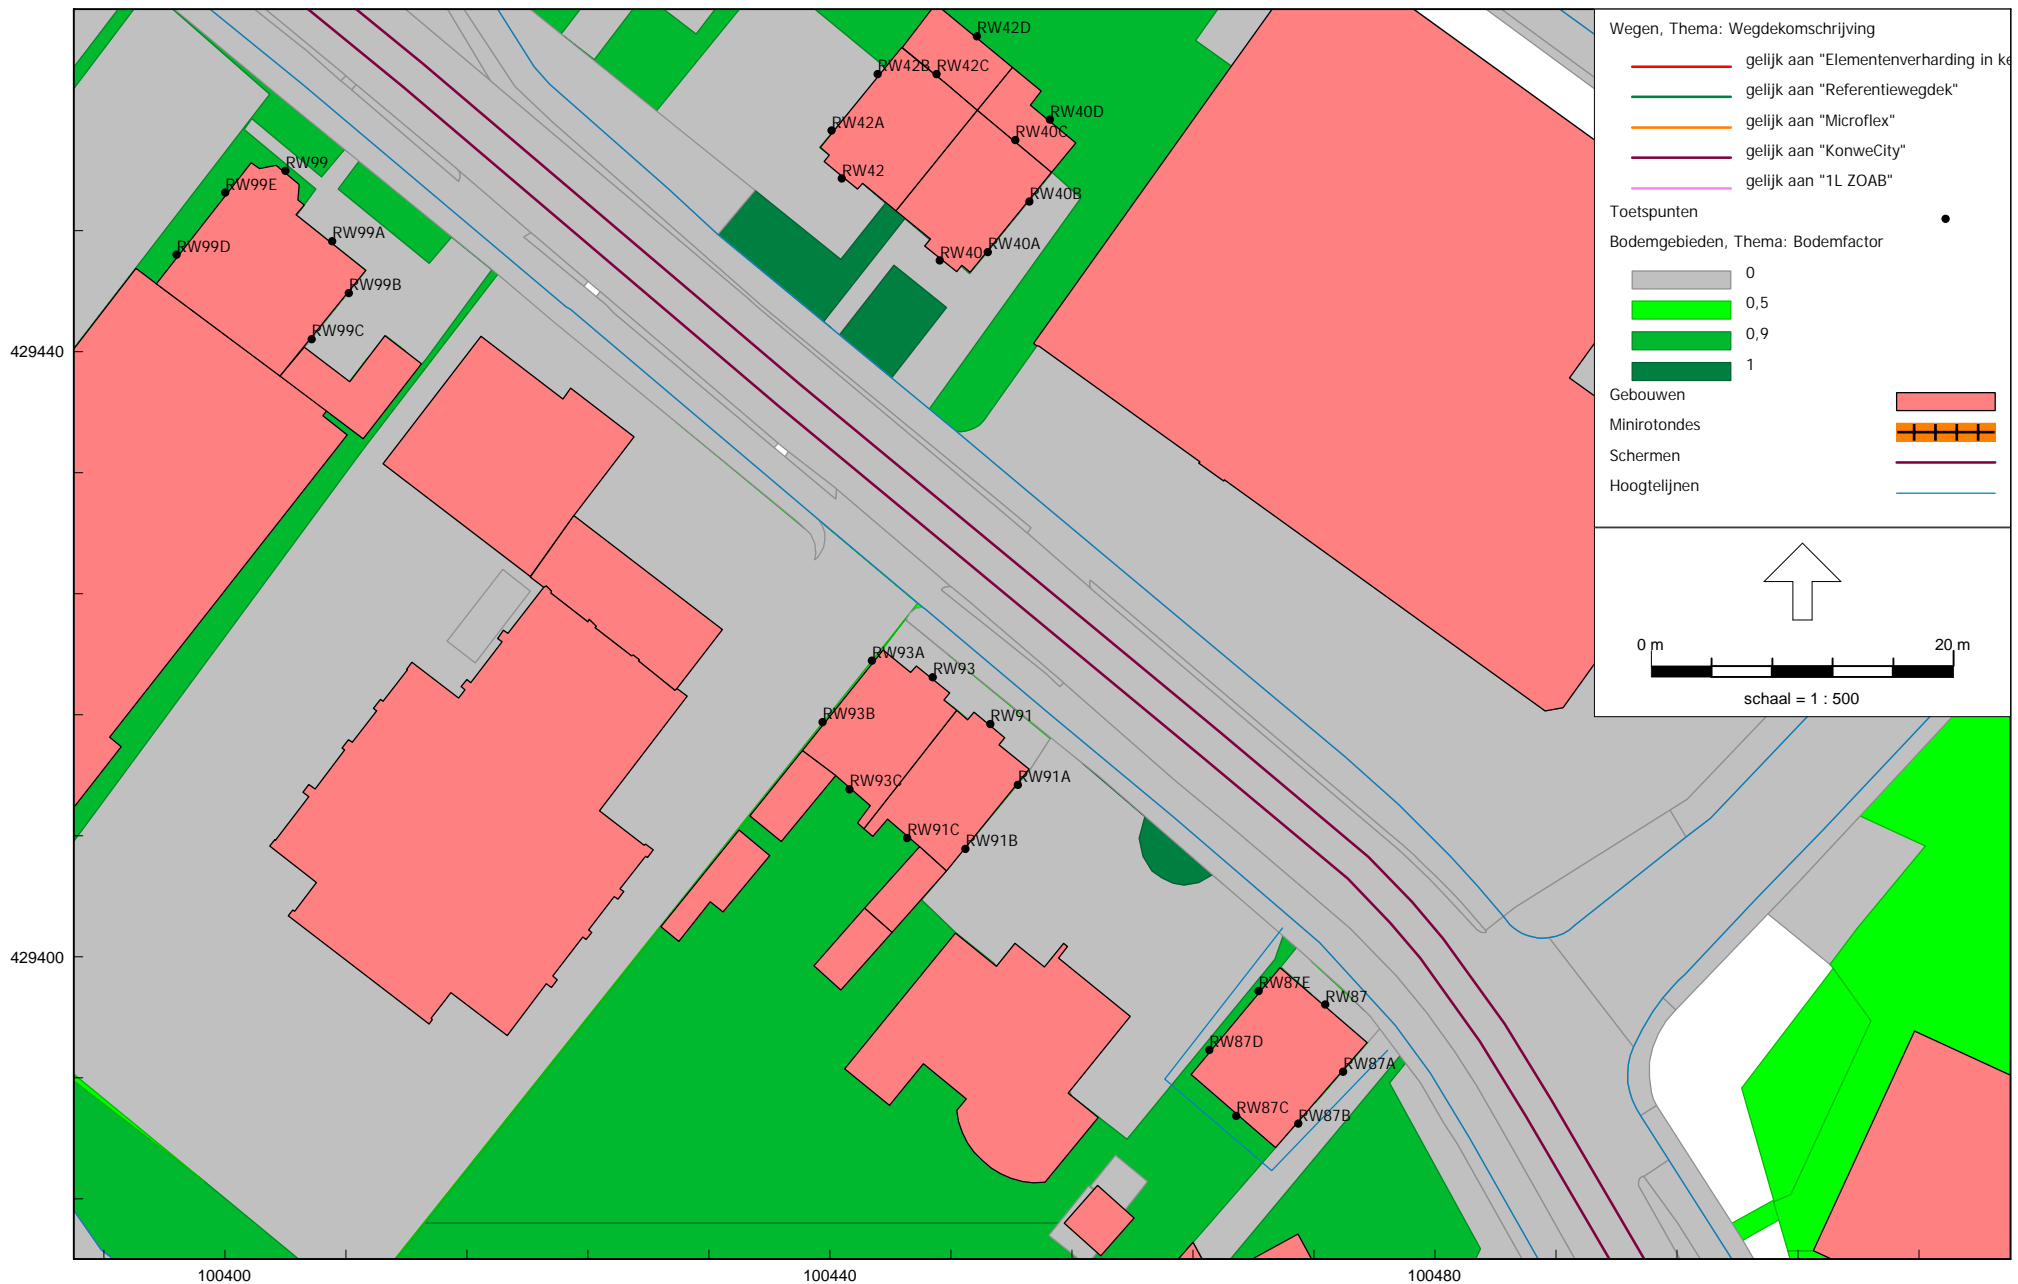 Wegen, Thema: Wegdekomschrijving
gelijk aan "Elementenverharding in ke
gelijk aan "Referentiewegdek"
gelijk aan "Microflex"
gelijk aan "KonweCity"
gelijk aan "1L ZOAB"
Toetspunten
Bodemgebieden, Thema: Bodemfactor
0
0,5
0,9
1
Gebouwen
Minirotondes
Schermen
Hoogtelijnen
0 m 20 m
schaal = 1 : 500
RW42D
RW42B RW42C
RW40D
RW42A RW40C
RW99
RW42
RW99E
RW40B
RW99A
RW99D RW40 RW40A
RW99B
RW99C
429440
RW93A
RW93
RW93B RW91
RW93C RW91A
RW91C
RW91B
429400
RW87E
RW87
RW87D
RW87A
RW87C
RW87B
100400 100440 100480